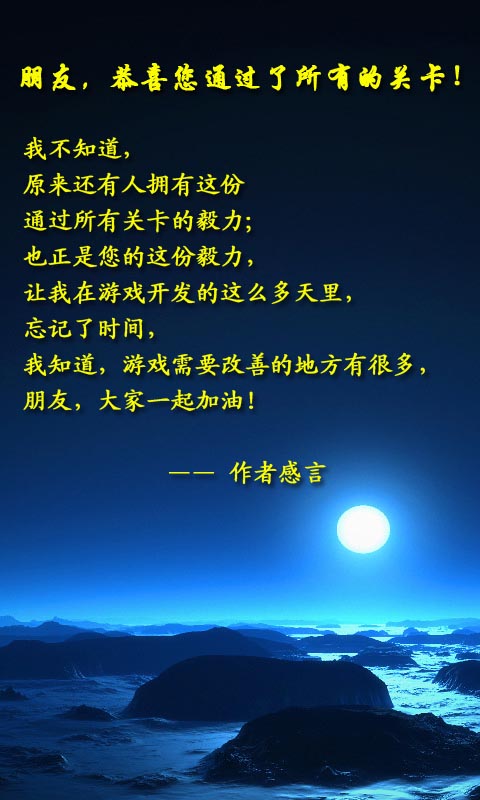 朋友，恭喜您通过了所有的关卡！
我不知道，
原来还有人拥有这份
通过所有关卡的毅力；
也正是您的这份毅力，
让我在游戏开发的这么多天里，
忘记了时间，
我知道，游戏需要改善的地方有很多，
朋友，大家一起加油！
—— 作者感言